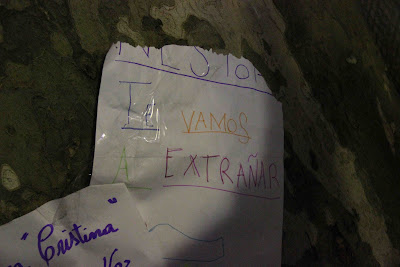 NESTOR
TE VAMOS
A EXTRAÑAR
"Cristina"